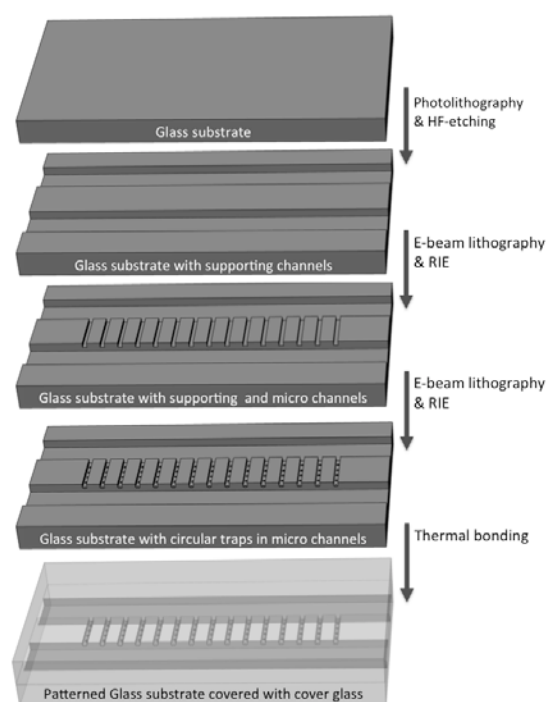 Glass substrate
Photolithography
& HF-etching
Glass substrate with supporting channels
E-beam lithography
& RIE
Glass substrate with supporting and micro channels
E-beam lithography
& RIE
Glass substrate with circular traps in micro channels
Thermal bonding
Patterned Glass substrate covered with cover glass